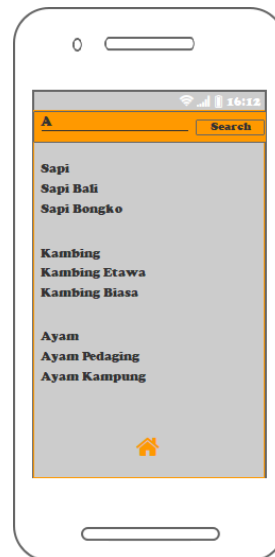 16:12
A
Search
Sapi
Sapi Bali
Sapi Bongko
Kambing
Kambing Etawa
Kambing Biasa
Ayam
Ayam Pedaging
Ayam Kampung